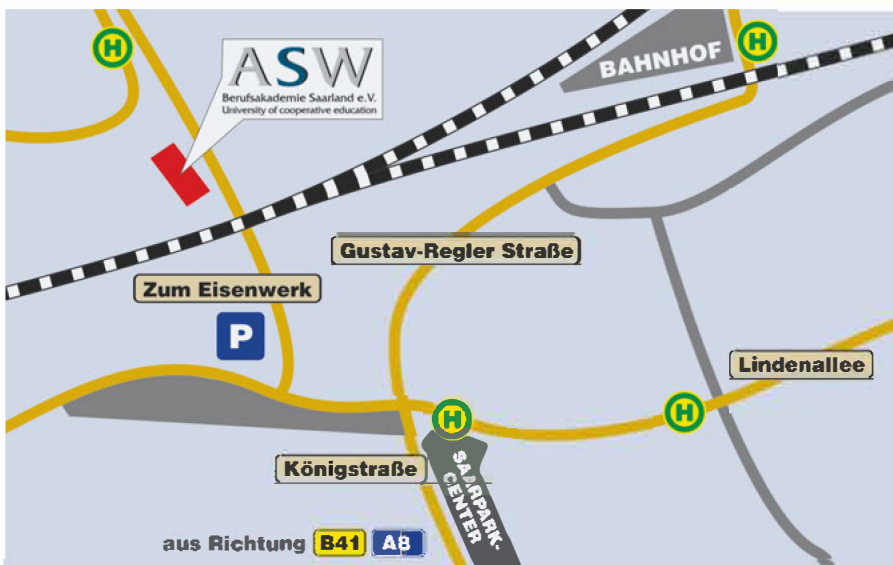 H
H
ASW
Berufsakademie Saarland e.V.
University of cooperative education
BAHNHOF
Gustav-Regler Straße
Zum Eisenwerk
P
Lindenallee
H
H
Königstraße
SAARPARK-
CENTER
aus Richtung B41 A8